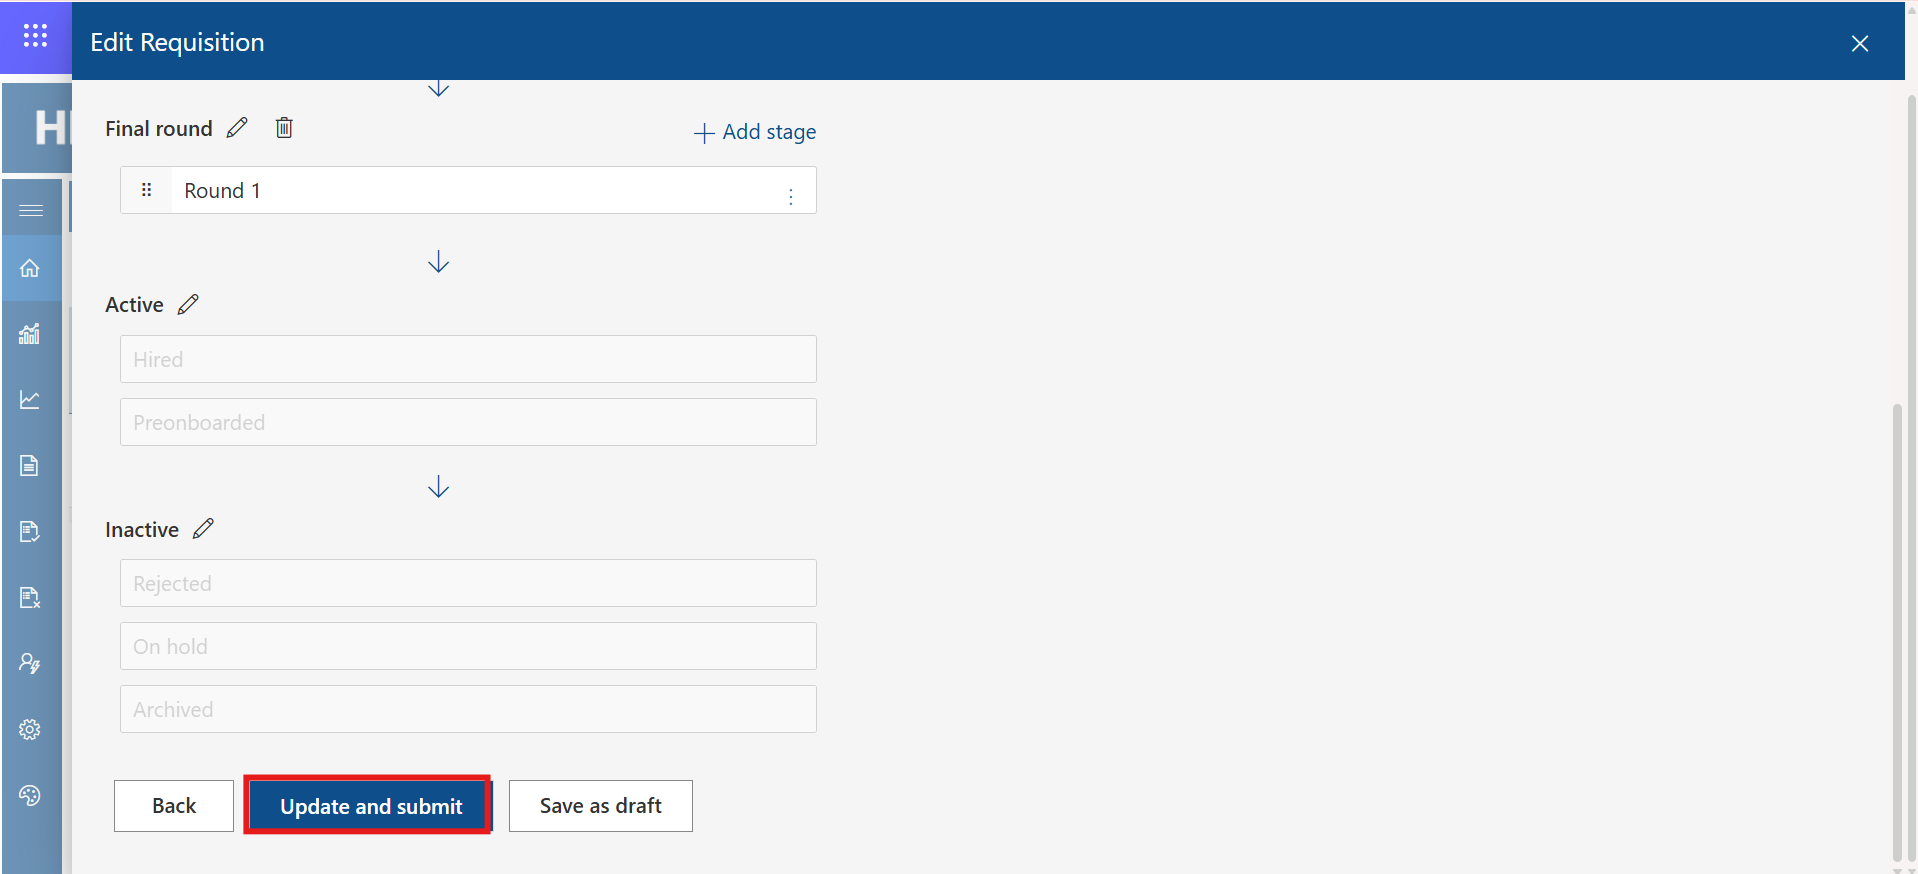 Edit Requisition
Final round
Add stage
Round 1
Active
Hired
Preonboarded
Inactive
Rejected
On hold
Archived
Back
Update and submit
Save as draft